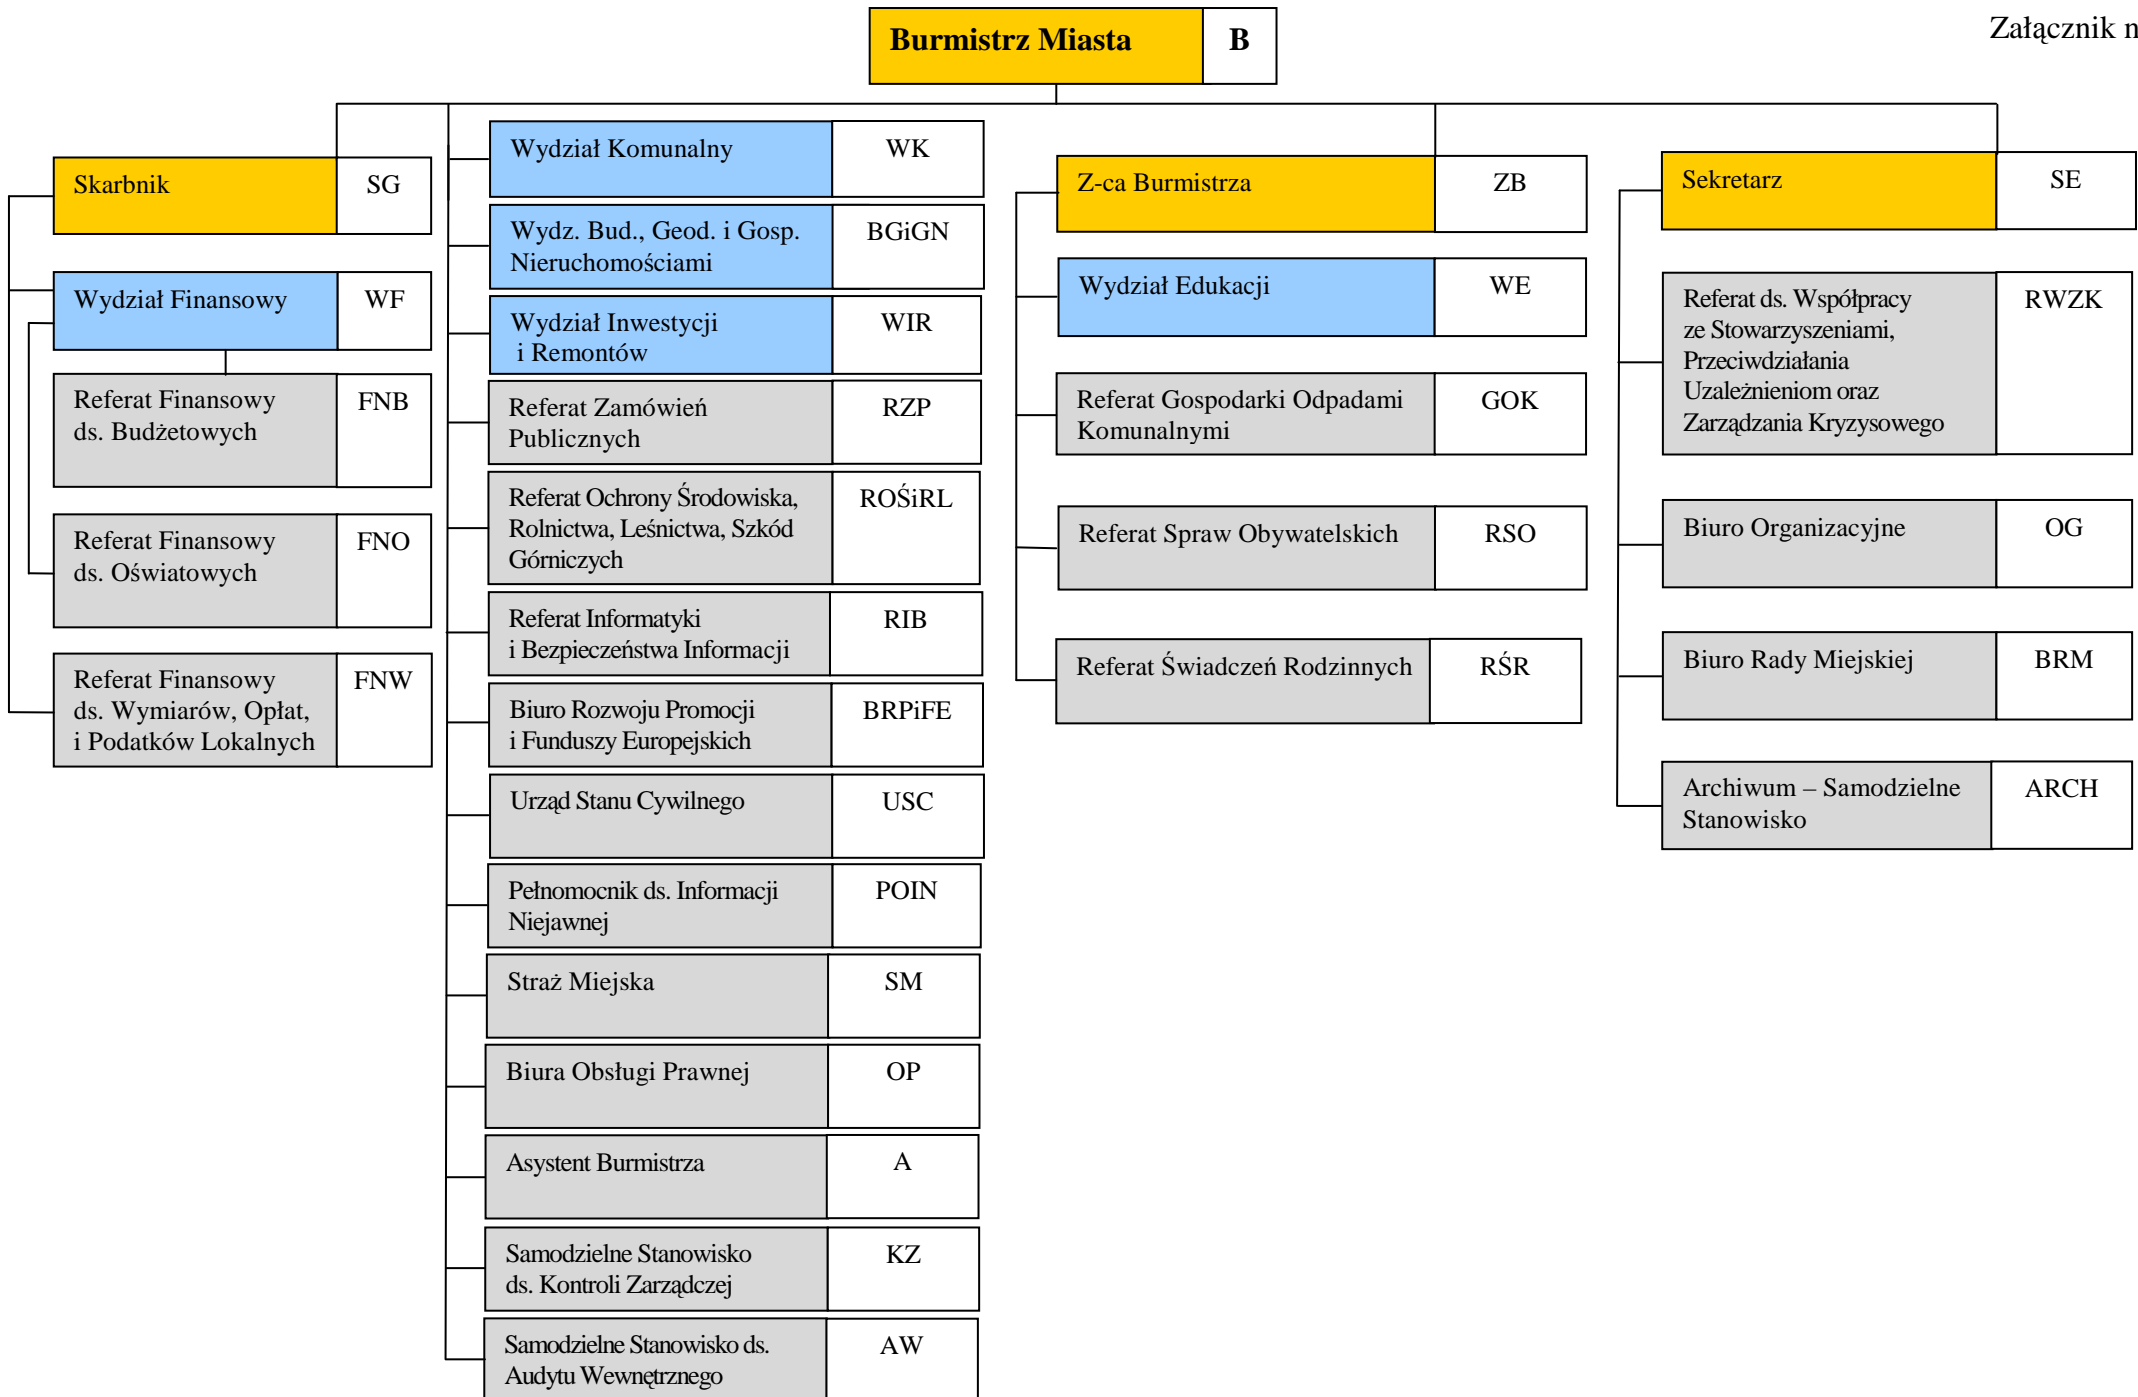 Załącznik n
Burmistrz Miasta B
Skarbnik SG
Wydział Finansowy WF
Referat Finansowy FNB
ds. Budżetowych
Referat Finansowy FNO
ds. Oświatowych
Referat Finansowy FNW
ds. Wymiarów, Opłat,
i Podatków Lokalnych
Wydział Komunalny WK
Wydz. Bud., Geod. i Gosp. BGiGN
Nieruchomościami
Wydział Inwestycji WIR
i Remontów
Referat Zamówień RZP
Publicznych
Referat Ochrony Środowiska, ROŚiRL
Rolnictwa, Leśnictwa, Szkód
Górniczych
Referat Informatyki RIB
i Bezpieczeństwa Informacji
Biuro Rozwoju Promocji BRPiFE
i Funduszy Europejskich
Urząd Stanu Cywilnego USC
Pełnomocnik ds. Informacji POIN
Niejawnej
Straż Miejska SM
Biura Obsługi Prawnej OP
Asystent Burmistrza A
Samodzielne Stanowisko KZ
ds. Kontroli Zarządczej
Samodzielne Stanowisko ds. AW
Audytu Wewnętrznego
Z-ca Burmistrza ZB
Wydział Edukacji WE
Referat Gospodarki Odpadami GOK
Komunalnymi
Referat Spraw Obywatelskich RSO
Referat Świadczeń Rodzinnych RŚR
Sekretarz SE
Referat ds. Współpracy RWZK
ze Stowarzyszeniami,
Przeciwdziałania
Uzależnieniom oraz
Zarządzania Kryzysowego
Biuro Organizacyjne OG
Biuro Rady Miejskiej BRM
Archiwum – Samodzielne ARCH
Stanowisko